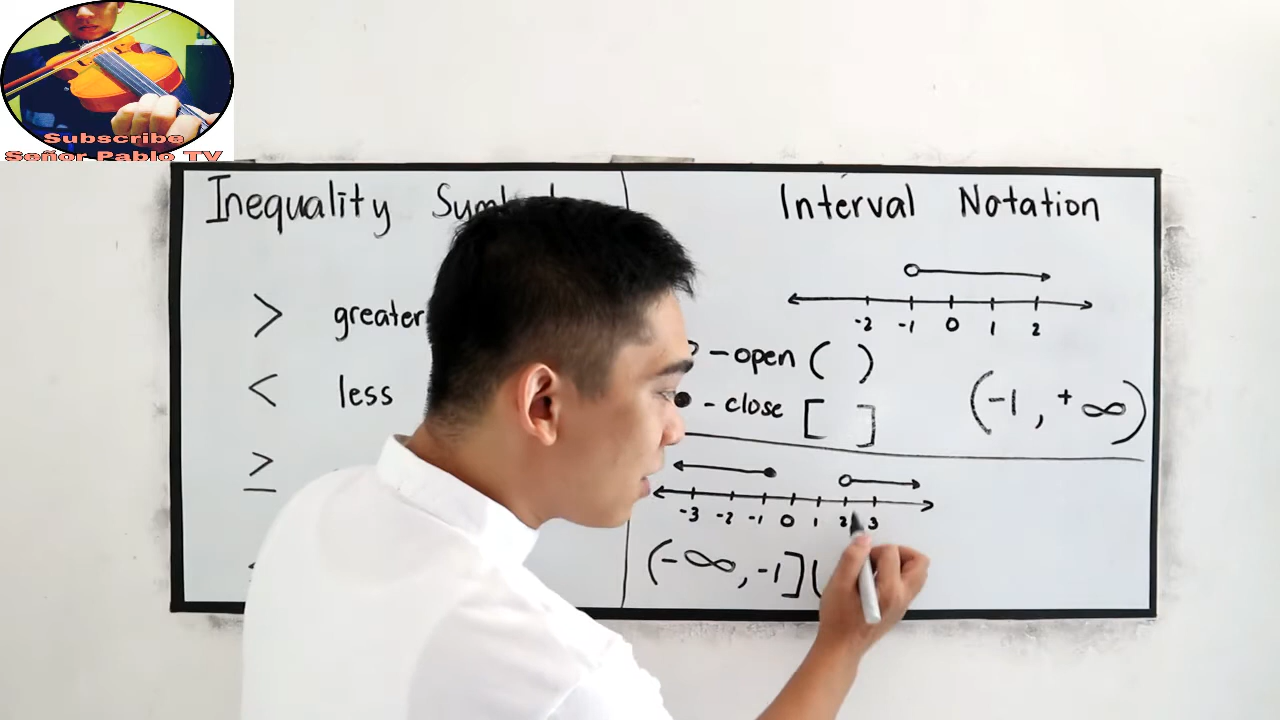 Subscribe
Señor Pablo TV
Inequality
> greater
< less
≥
Interval Notation
-2 -1 0 1 2
- open ( )
● - close [ ]
(-1, +∞)
-3 -2 -1 0 1 2 3
(-∞, -1] (